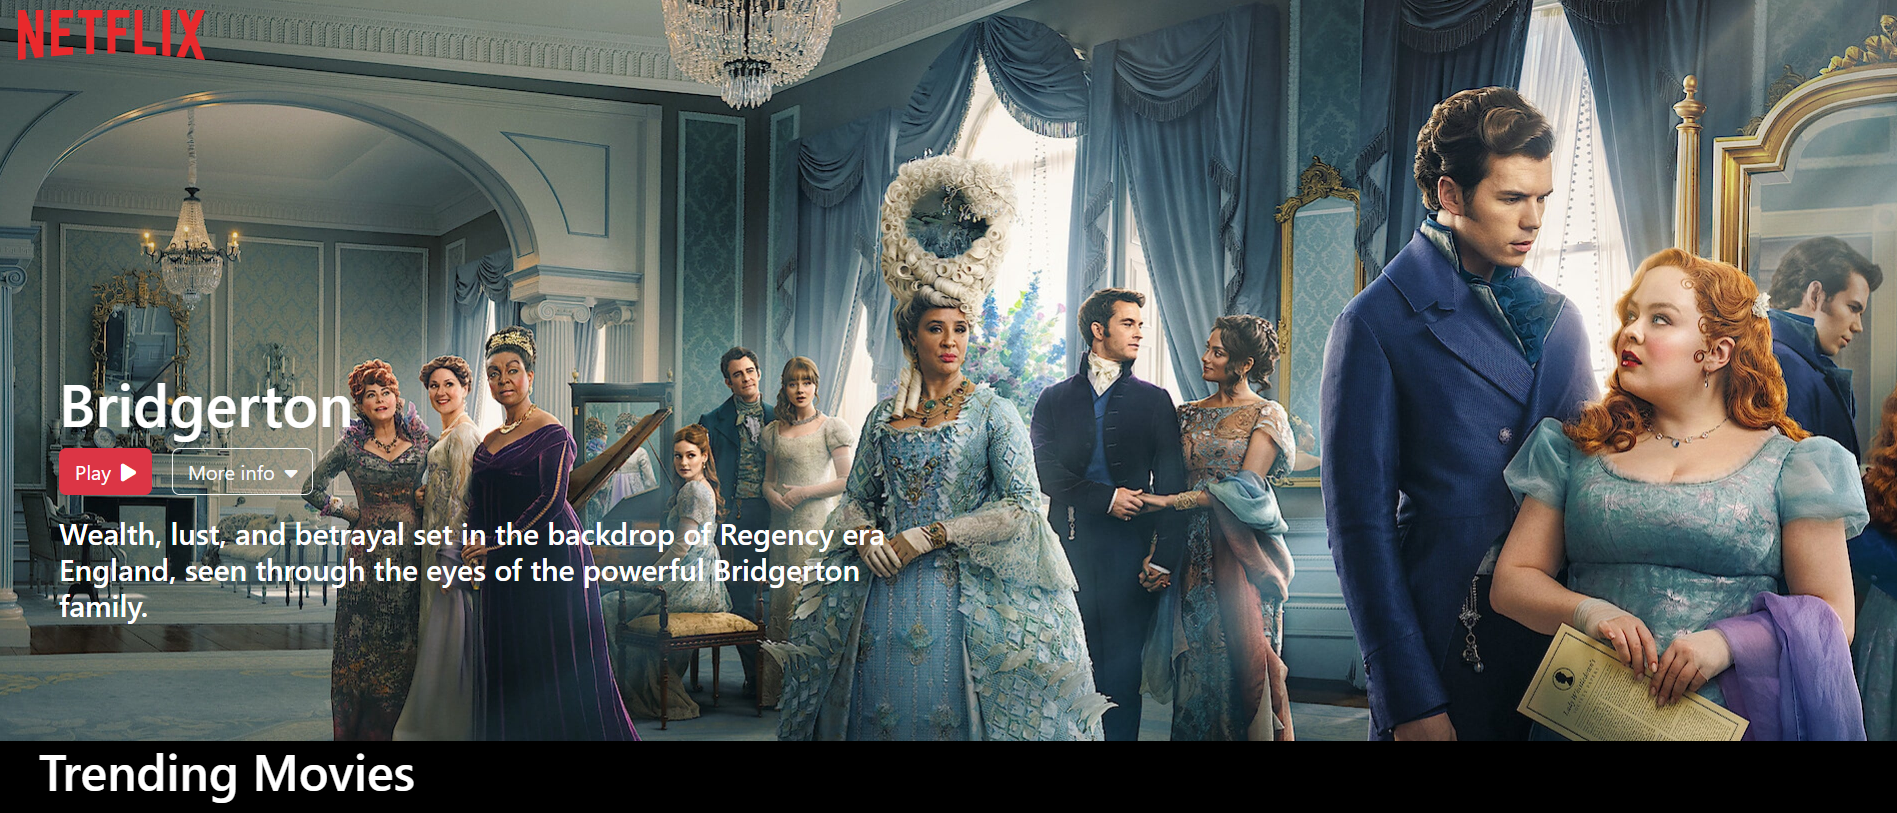 NETFLIX
Bridgerton
Play
More info
Wealth, lust, and betrayal set in the backdrop of Regency era
England, seen through the eyes of the powerful Bridgerton
family.
Trending Movies